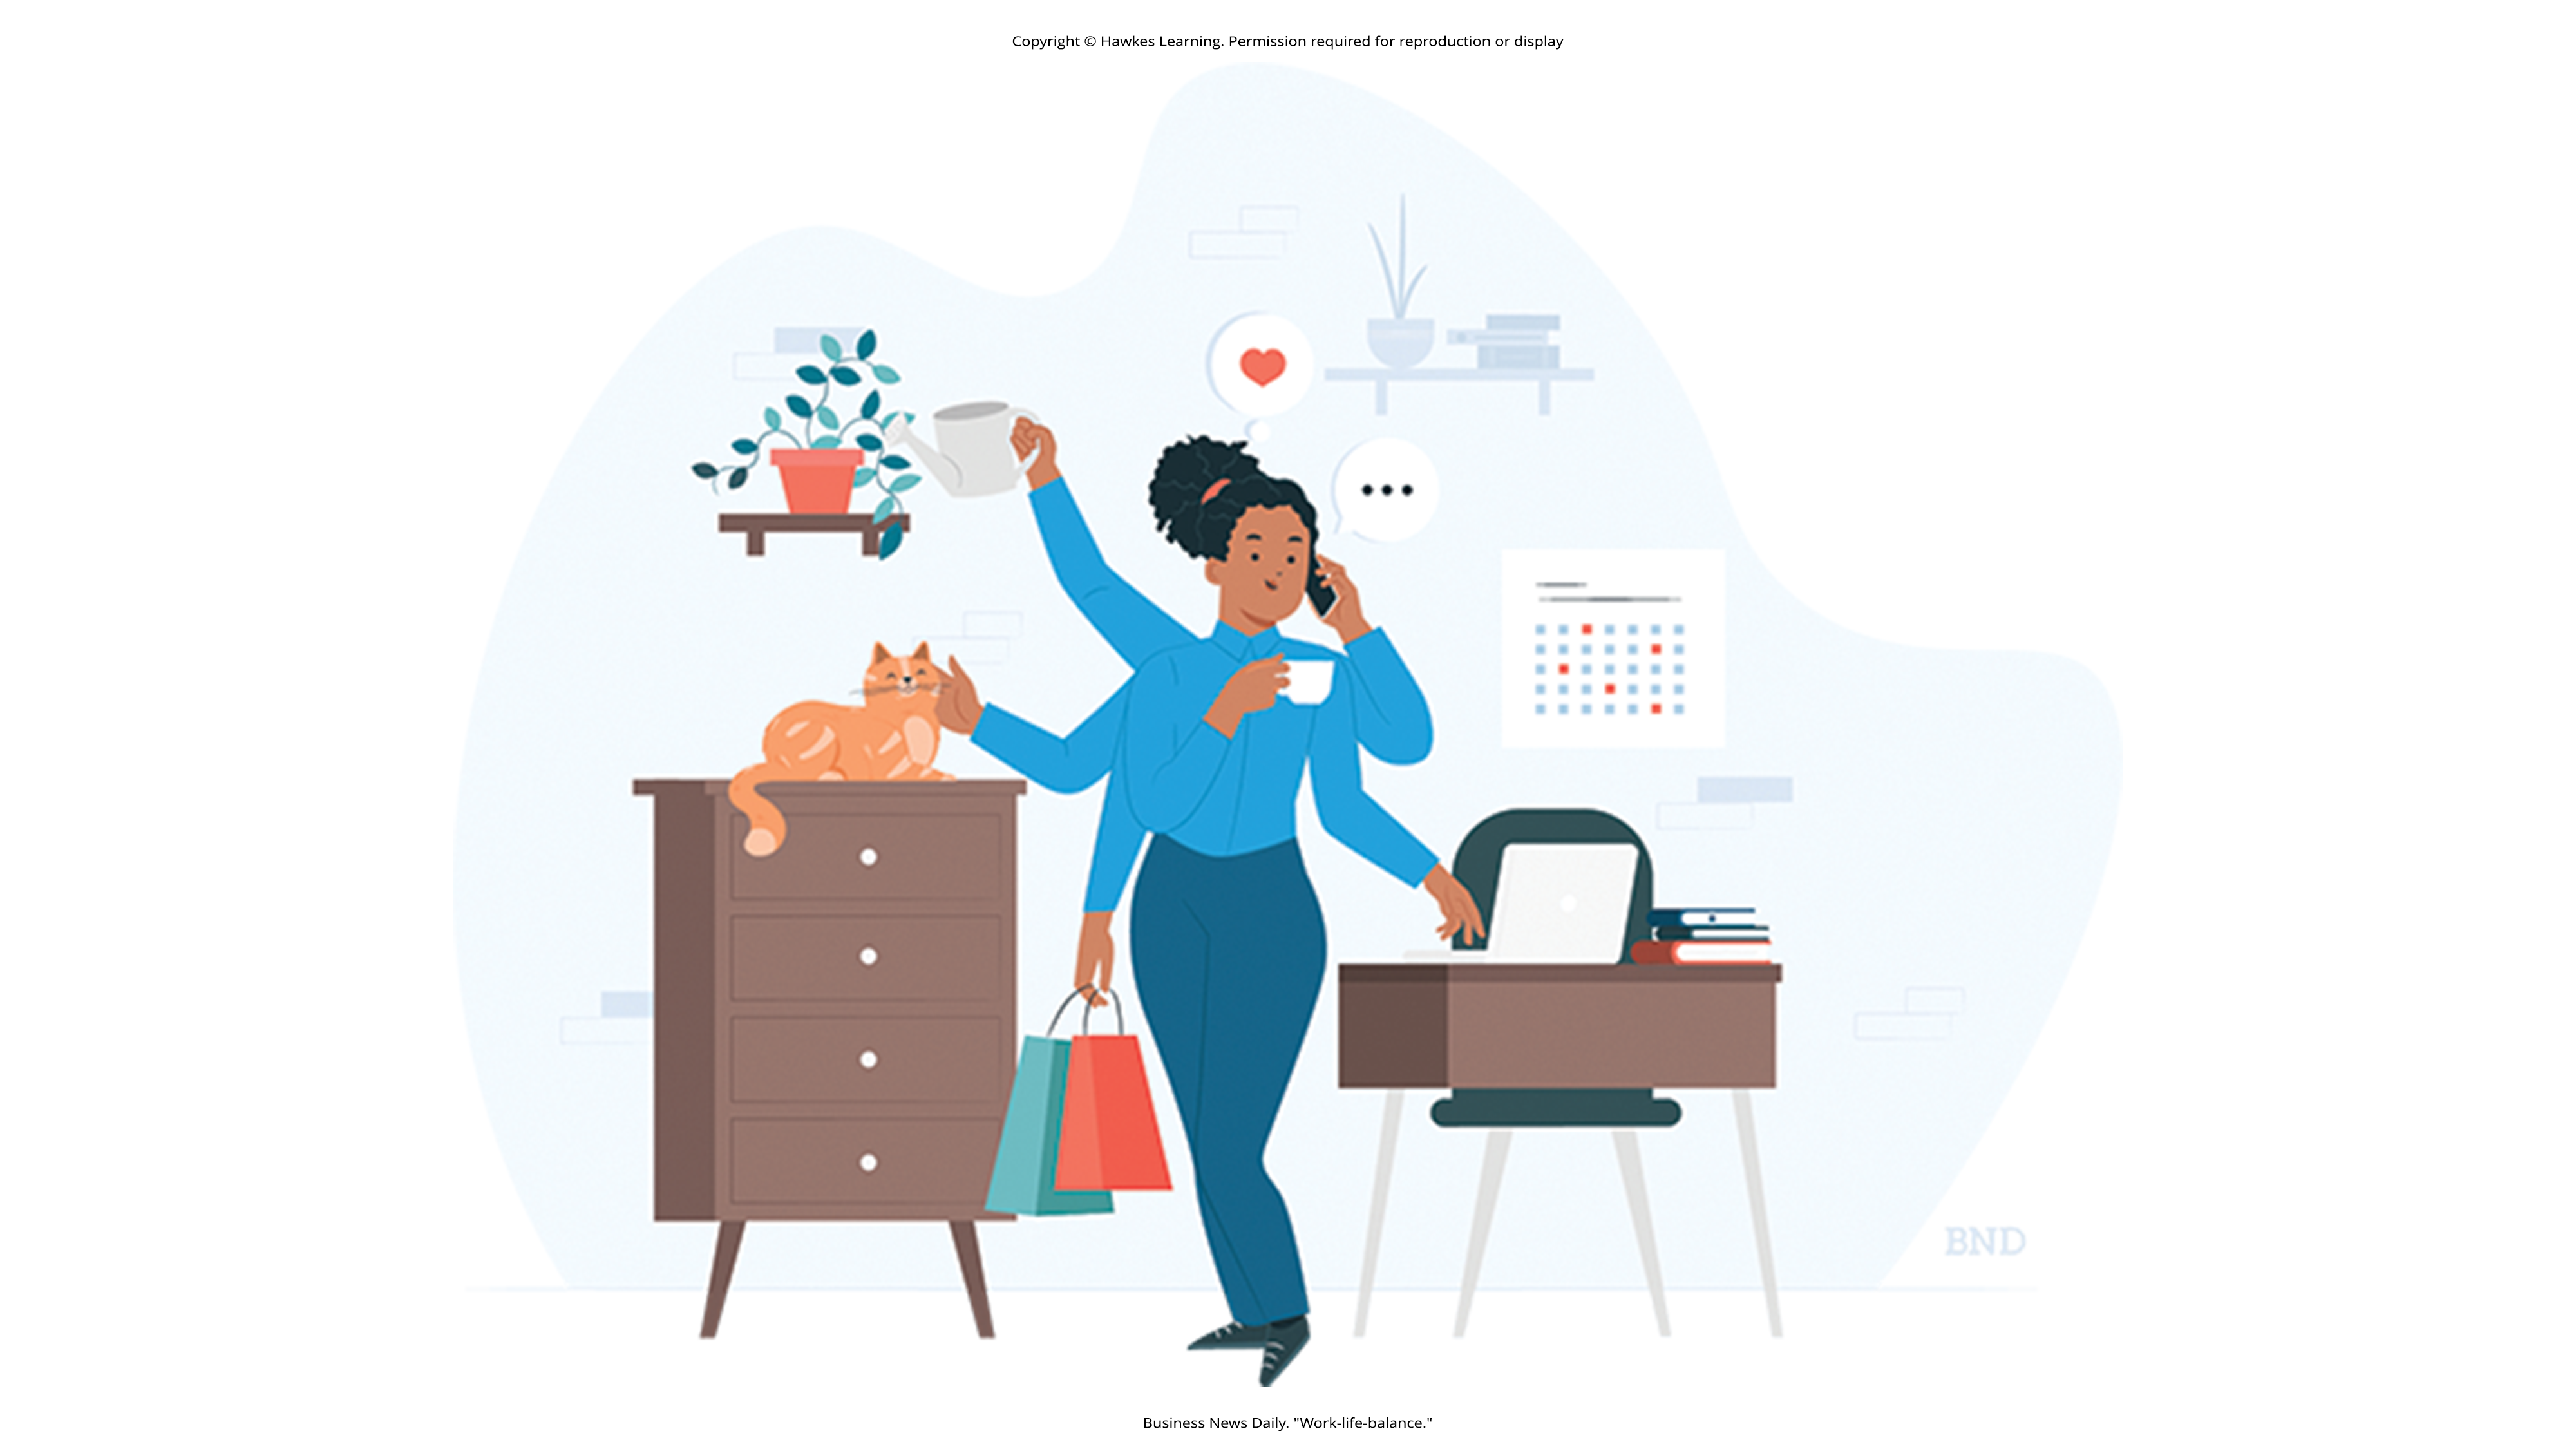 Copyright © Hawkes Learning. Permission required for reproduction or display
BND
Business News Daily. "Work-life-balance."